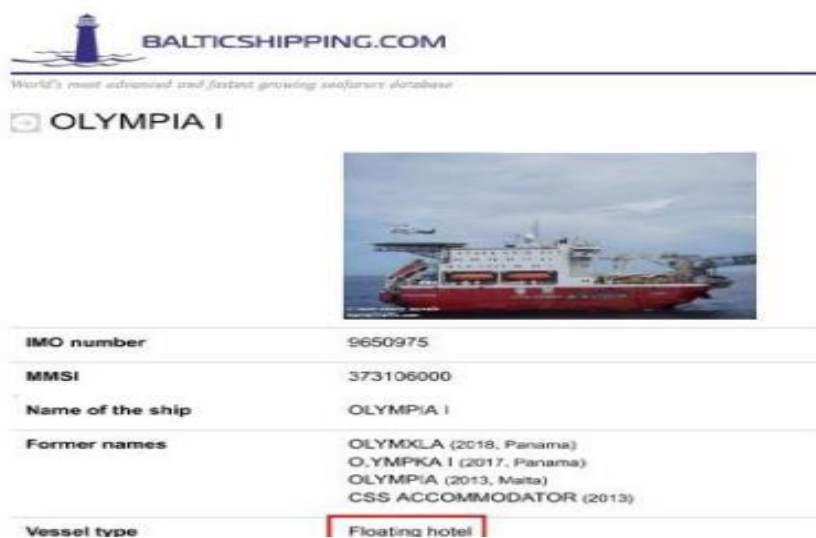 BALTICSHIPPING.COM
World's most advanced and fastest growing seafarers database
OLYMPIA I
IMO number 9650975
MMSI 373106000
Name of the ship OLYMPIA I
Former names OLYMXLA (2018, Panama)
O,YMPKA I (2017, Panama)
OLYMPIA (2013, Malta)
CSS ACCOMMODATOR (2013)
Vessel type Floating hotel